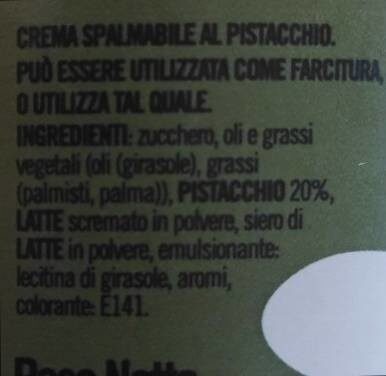 CREMA SPALMABILE AL PISTACCHIO.
PUÒ ESSERE UTILIZZATA COME FARCITURA,
O UTILIZZA TAL QUALE.
INGREDIENTI: zucchero, oli e grassi
vegetali (oli (girasole), grassi
(palmisti, palma)), PISTACCHIO 20%,
LATTE scremato in polvere, siero di
LATTE in polvere, emulsionante:
lecitina di girasole, aromi,
colorante: E141.
Peso Netto